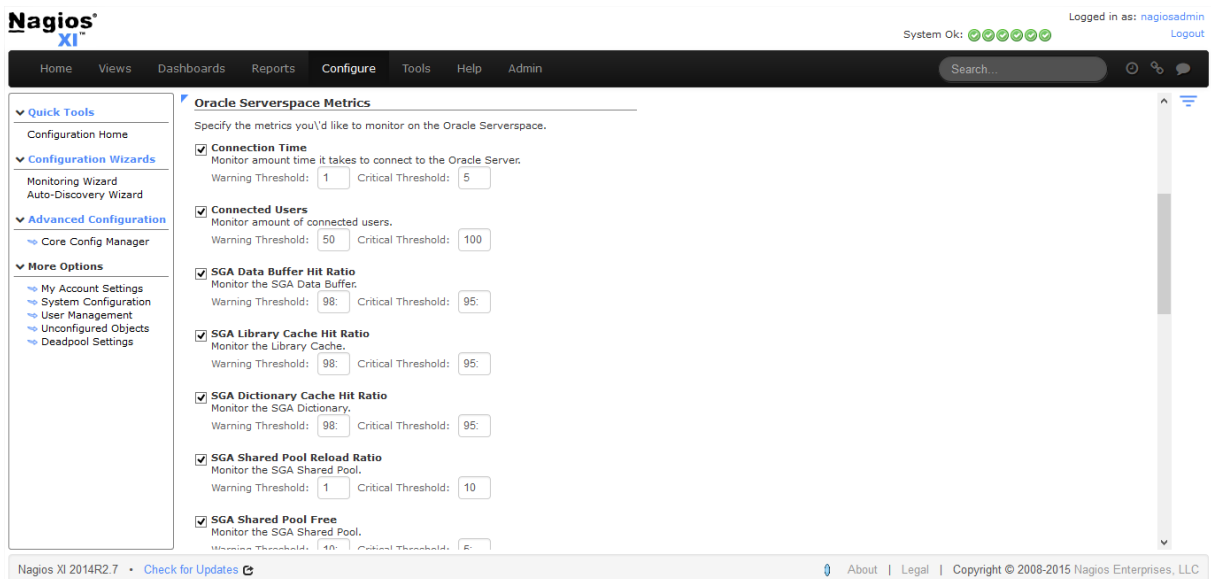 Nagios®
XI™
Logged in as: nagiosadmin
System Ok:
Logout
Home Views Dashboards Reports Configure Tools Help Admin
Search...
Quick Tools
Configuration Home
Configuration Wizards
Monitoring Wizard
Auto-Discovery Wizard
Advanced Configuration
Core Config Manager
More Options
My Account Settings
System Configuration
User Management
Unconfigured Objects
Deadpool Settings
Oracle Serverspace Metrics
Specify the metrics you\'d like to monitor on the Oracle Serverspace.
Connection Time
Monitor amount time it takes to connect to the Oracle Server.
Warning Threshold: 1 Critical Threshold: 5
Connected Users
Monitor amount of connected users.
Warning Threshold: 50 Critical Threshold: 100
SGA Data Buffer Hit Ratio
Monitor the SGA Data Buffer.
Warning Threshold: 98: Critical Threshold: 95:
SGA Library Cache Hit Ratio
Monitor the Library Cache.
Warning Threshold: 98: Critical Threshold: 95:
SGA Dictionary Cache Hit Ratio
Monitor the SGA Dictionary.
Warning Threshold: 98: Critical Threshold: 95:
SGA Shared Pool Reload Ratio
Monitor the SGA Shared Pool.
Warning Threshold: 1 Critical Threshold: 10
SGA Shared Pool Free
Monitor the SGA Shared Pool.
Warning Threshold: 10: Critical Threshold: 5:
Nagios XI 2014R2.7 • Check for Updates
About | Legal | Copyright © 2008-2015 Nagios Enterprises, LLC